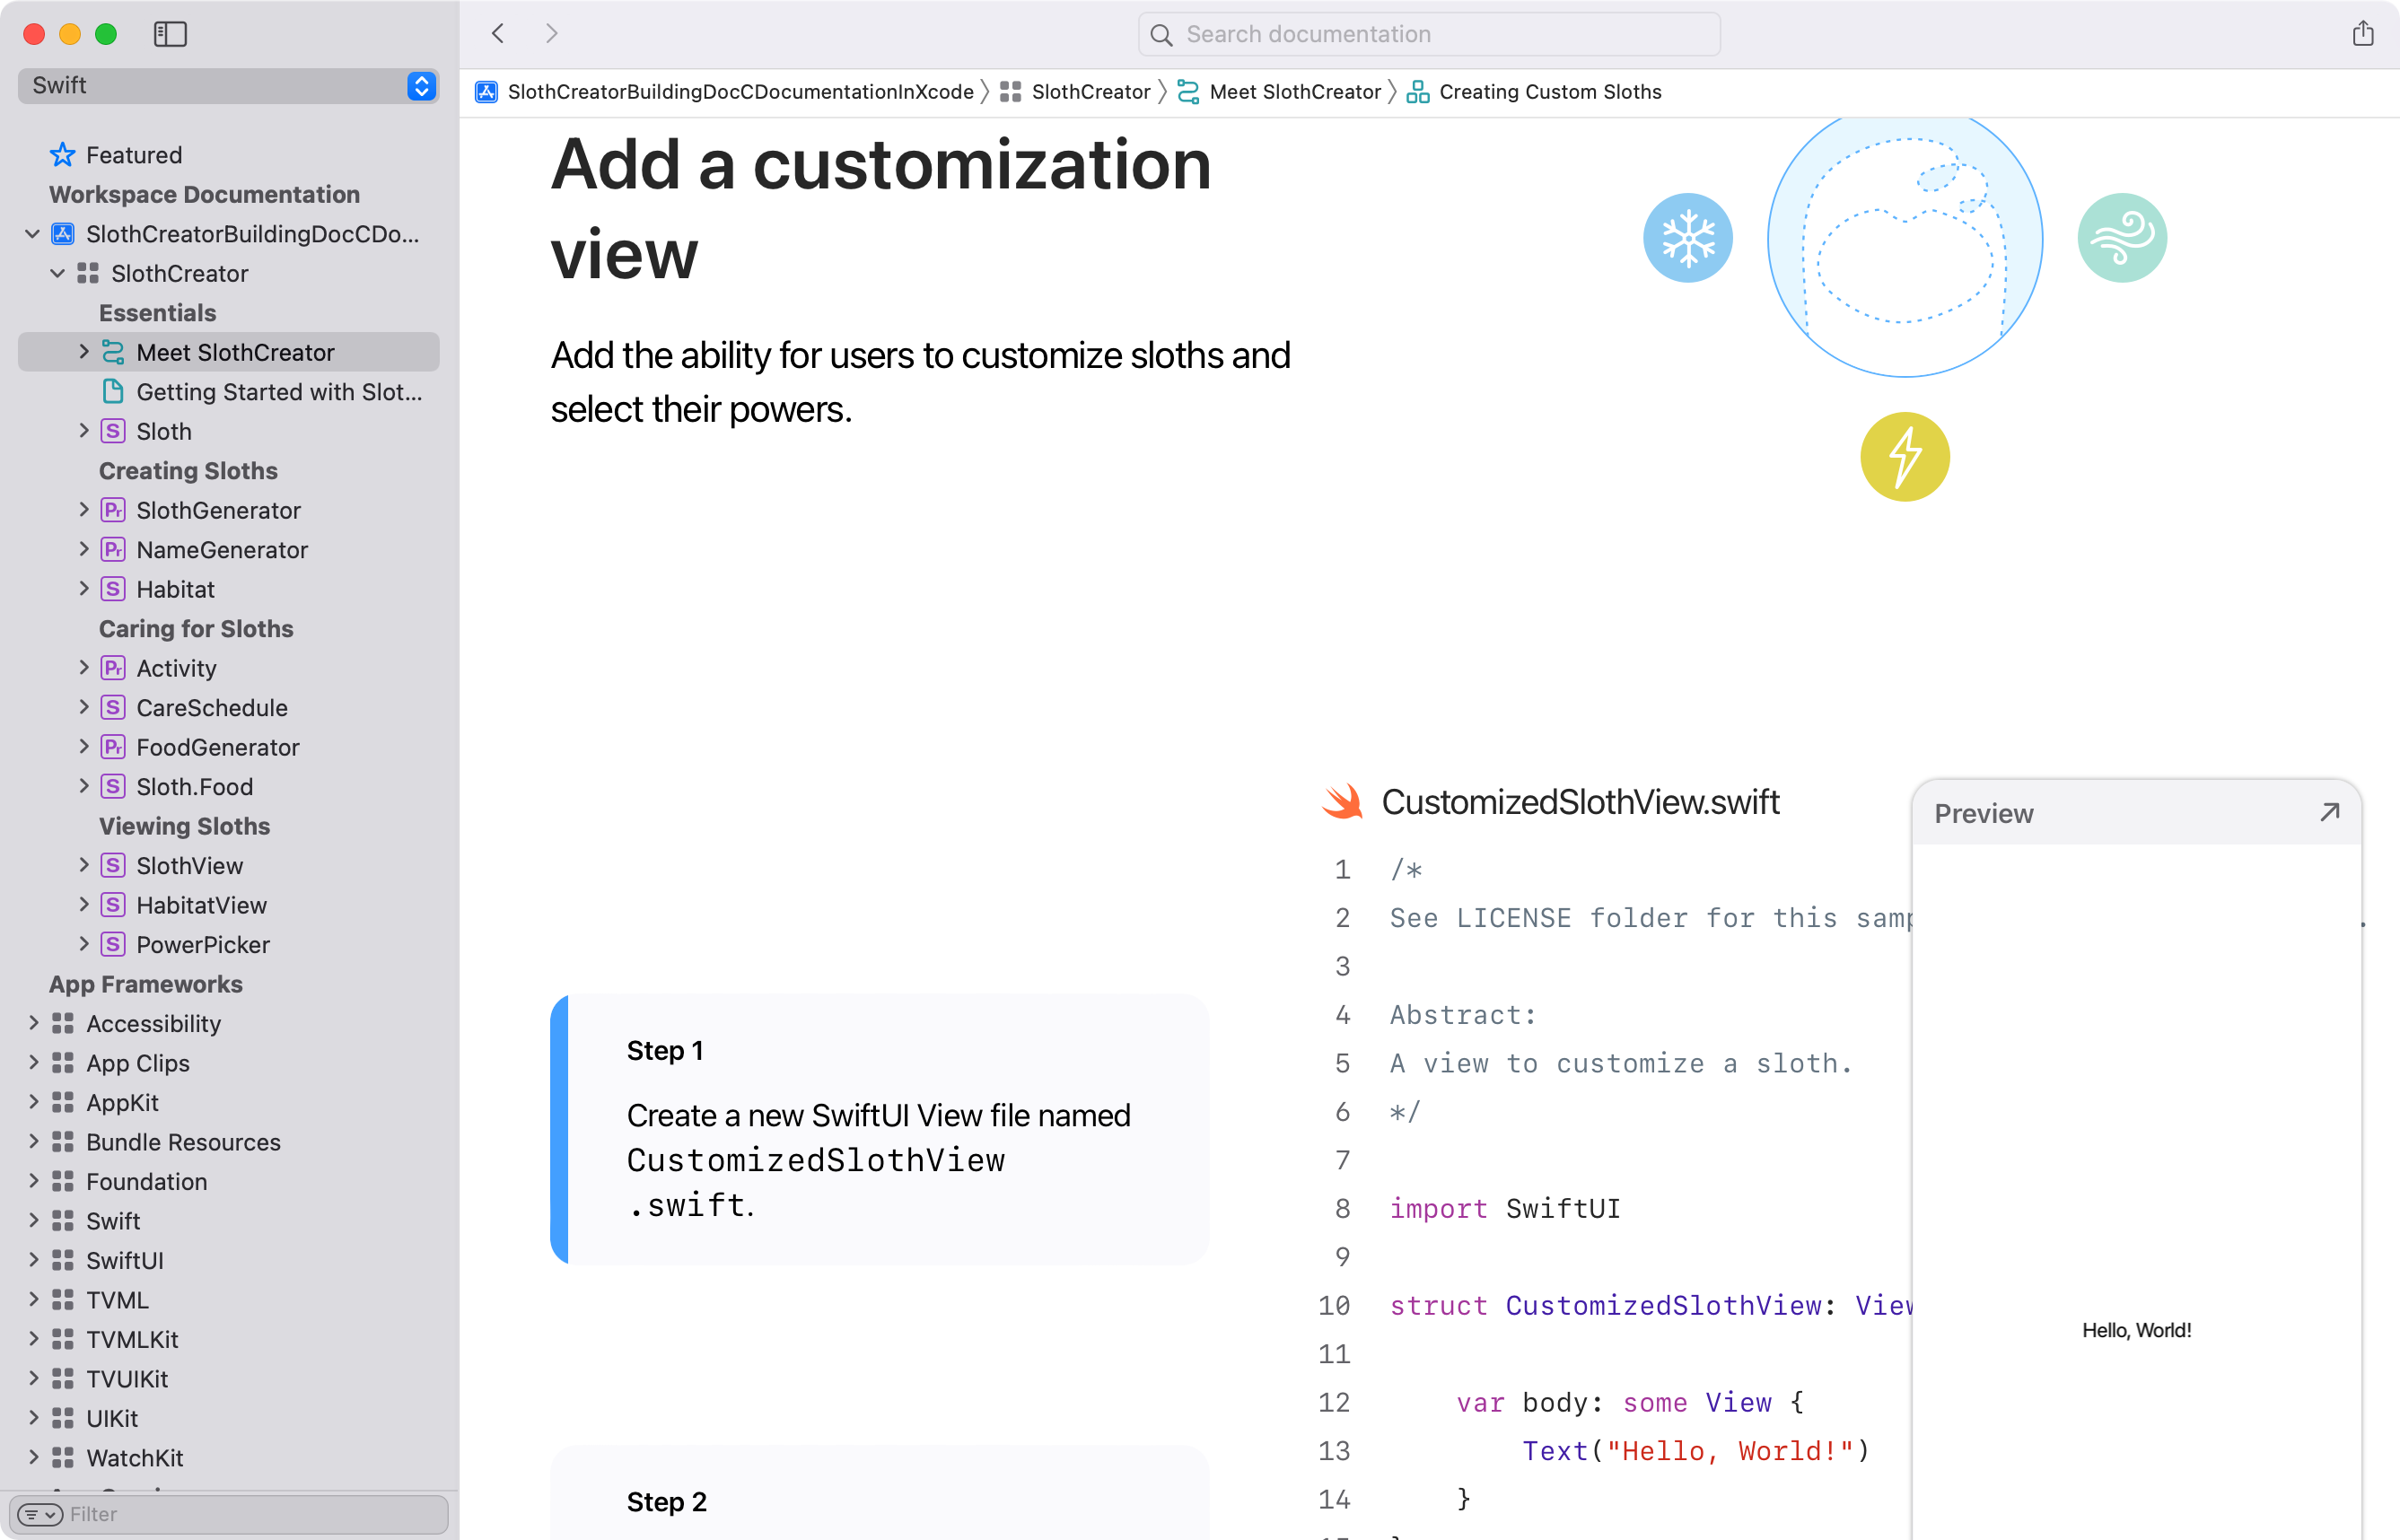 Search documentation
Swift
SlothCreatorBuildingDocCDocumentationInXcode SlothCreator Meet SlothCreator Creating Custom Sloths
Featured
Workspace Documentation
SlothCreatorBuildingDocCDo...
SlothCreator
Essentials
Meet SlothCreator
Getting Started with Slot...
S Sloth
Creating Sloths
Pr SlothGenerator
Pr NameGenerator
S Habitat
Caring for Sloths
Pr Activity
S CareSchedule
Pr FoodGenerator
S Sloth.Food
Viewing Sloths
S SlothView
S HabitatView
S PowerPicker
App Frameworks
Accessibility
App Clips
AppKit
Bundle Resources
Foundation
Swift
SwiftUI
TVML
TVMLKit
TVUIKit
UIKit
WatchKit
Filter
Add a customization
view
Add the ability for users to customize sloths and
select their powers.
Step 1
Create a new SwiftUI View file named
CustomizedSlothView
.swift.
Step 2
CustomizedSlothView.swift
1 /*
2 See LICENSE folder for this
3
4 Abstract:
5 A view to customize a sloth.
6 */
7
8 import SwiftUI
9
10 struct CustomizedSlothView: View
11
12 var body: some View {
13 Text("Hello, World!")
14 }
Preview
Hello, World!